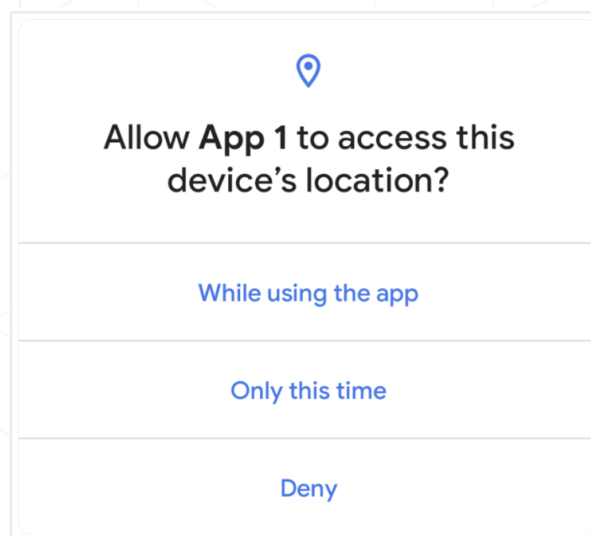 Allow App 1 to access this
device’s location?
While using the app
Only this time
Deny